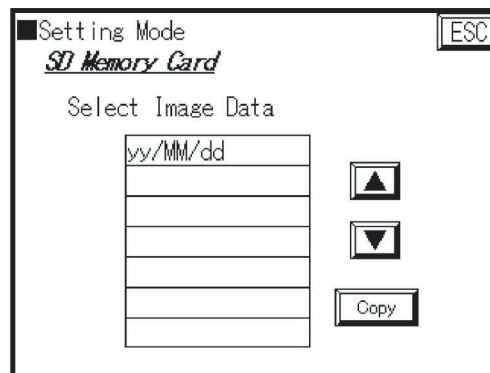 ■Setting Mode
ESC
SD Memory Card
Select Image Data
yy/MM/dd
▲
▼
Copy